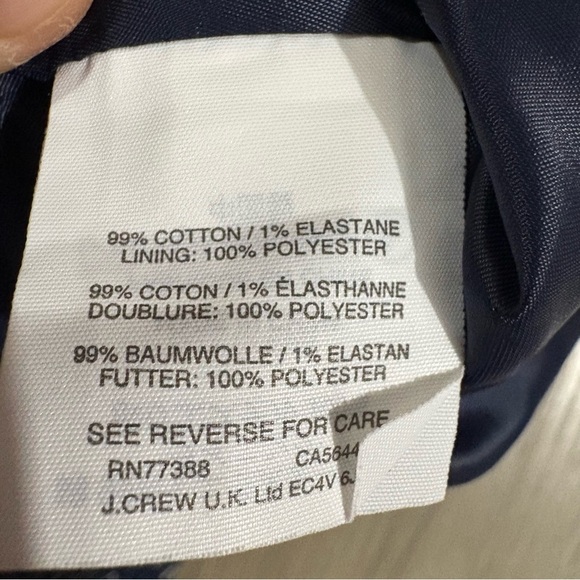 99% COTTON / 1% ELASTANE
LINING: 100% POLYESTER
99% COTON / 1% ÉLASTHANNE
DOUBLURE: 100% POLYESTER
99% BAUMWOLLE / 1% ELASTAN
FUTTER: 100% POLYESTER
SEE REVERSE FOR CARE
RN77388
J.CREW U.K. Ltd EC4V